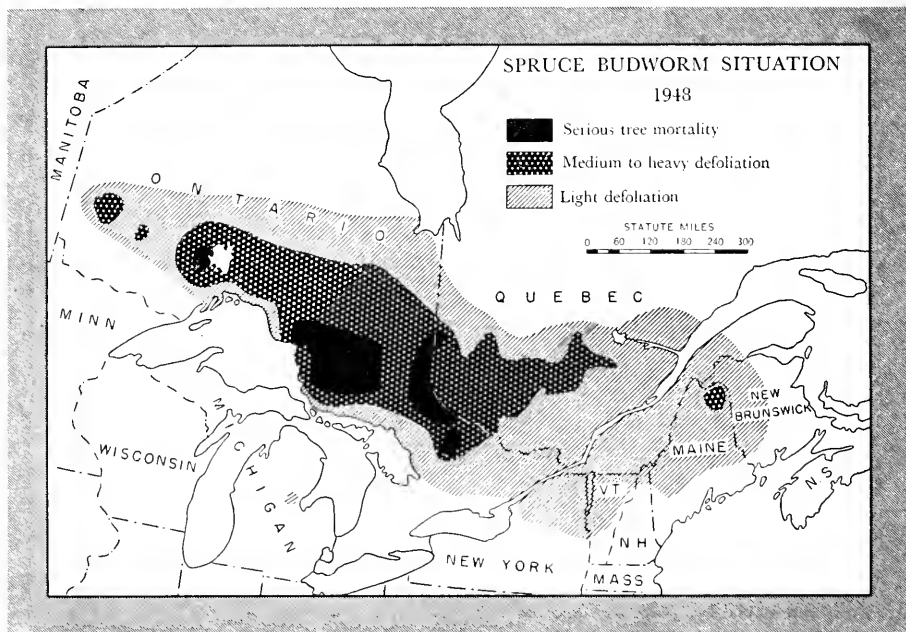 SPRUCE BUDWORM SITUATION
1948
Serious tree mortality
Medium to heavy defoliation
Light defoliation
STATUTE MILES
0 60 120 180 240 300
MANITOBA
ONTARIO
QUEBEC
MINN
WISCONSIN
MICHIGAN
NEW BRUNSWICK
MAINE
N.S.
VT
NH
NEW YORK
MASS